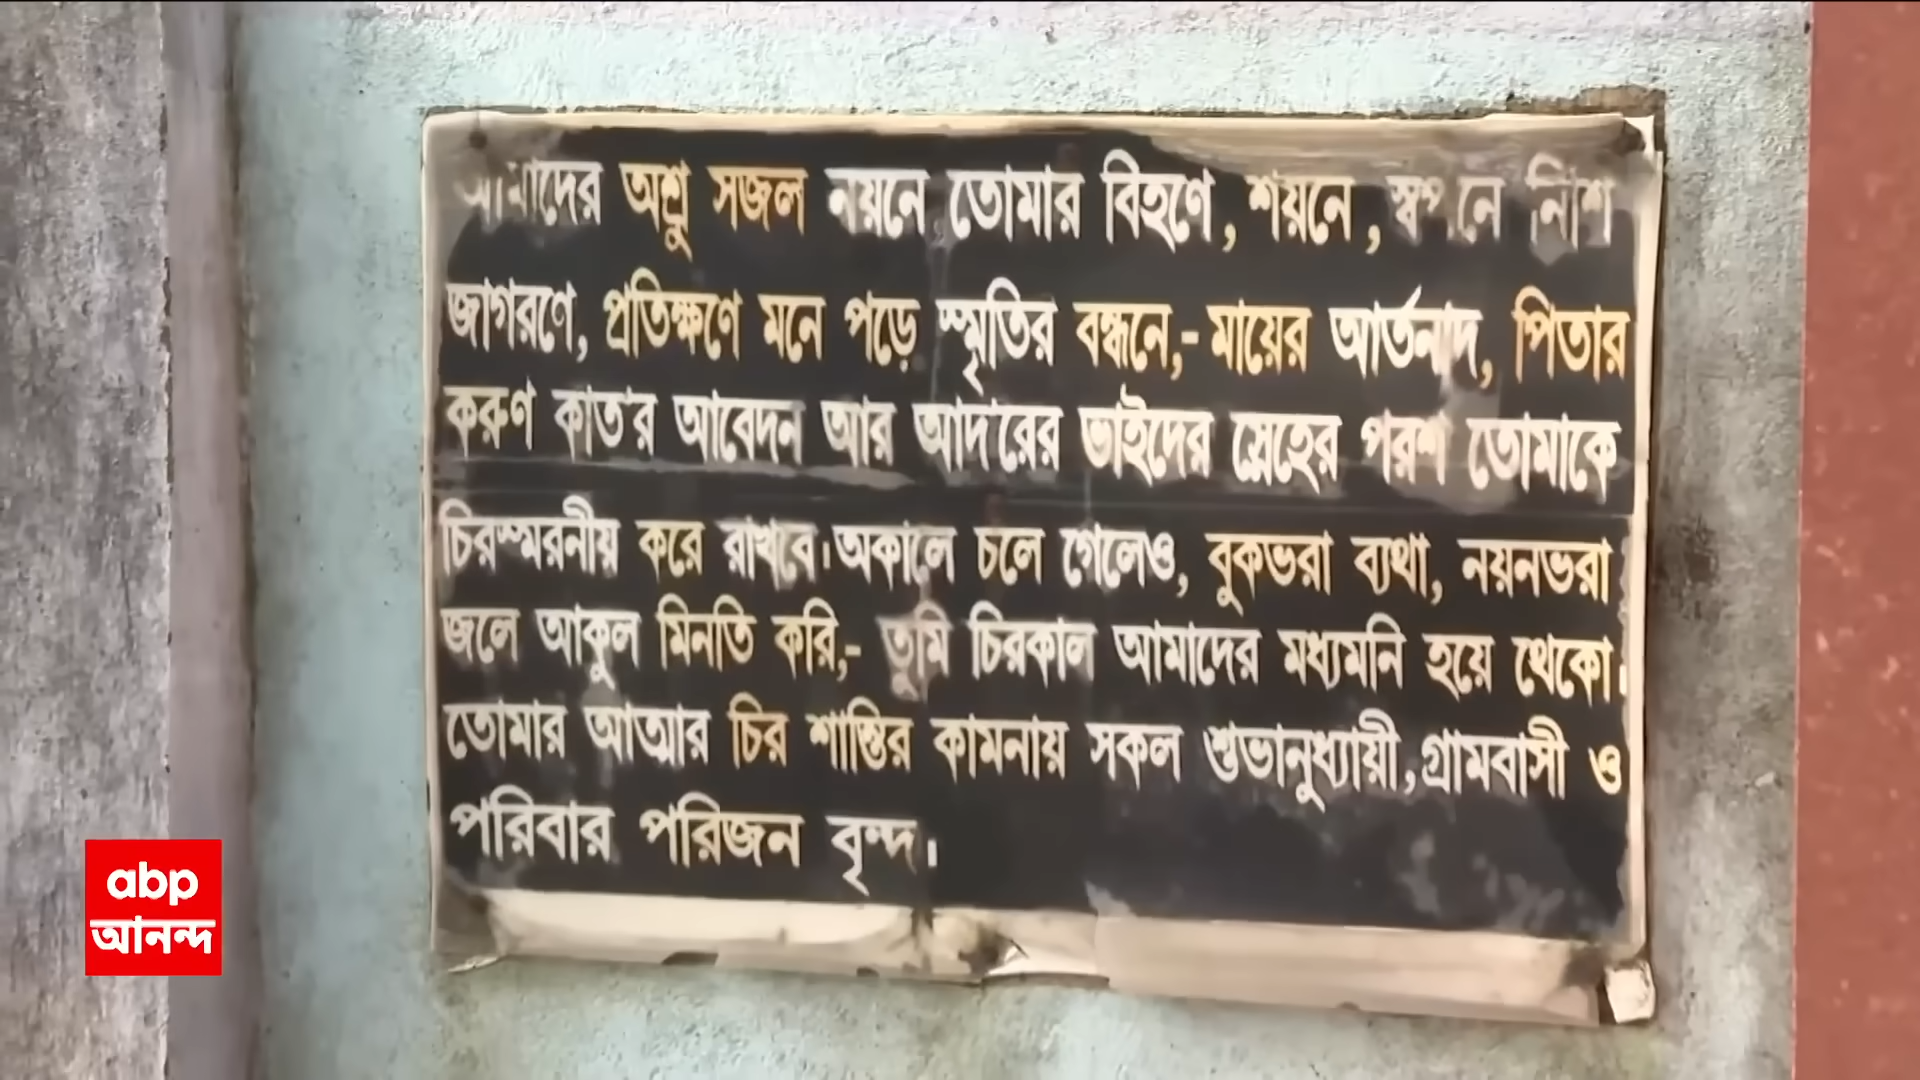 আমাদের অশ্রু সজল নয়নে তোমার বিহণে, শয়নে, স্বপনে নিশি
জাগরণে, প্রতিক্ষণে মনে পড়ে স্মৃতির বন্ধনে,- মায়ের আর্তনাদ, পিতার
করুণ কাতর আবেদন আর আদরের ভাইদের স্নেহের পরশ তোমাকে
চিরস্মরনীয় করে রাখবে। অকালে চলে গেলেও, বুকভরা ব্যথা, নয়নভরা
জলে আকুল মিনতি করি,- তুমি চিরকাল আমাদের মধ্যমনি হয়ে থেকো।
তোমার আত্মার চির শান্তির কামনায় সকল শুভানুধ্যায়ী, গ্রামবাসী ও
পরিবার পরিজন বৃন্দ।
abp
আনন্দ